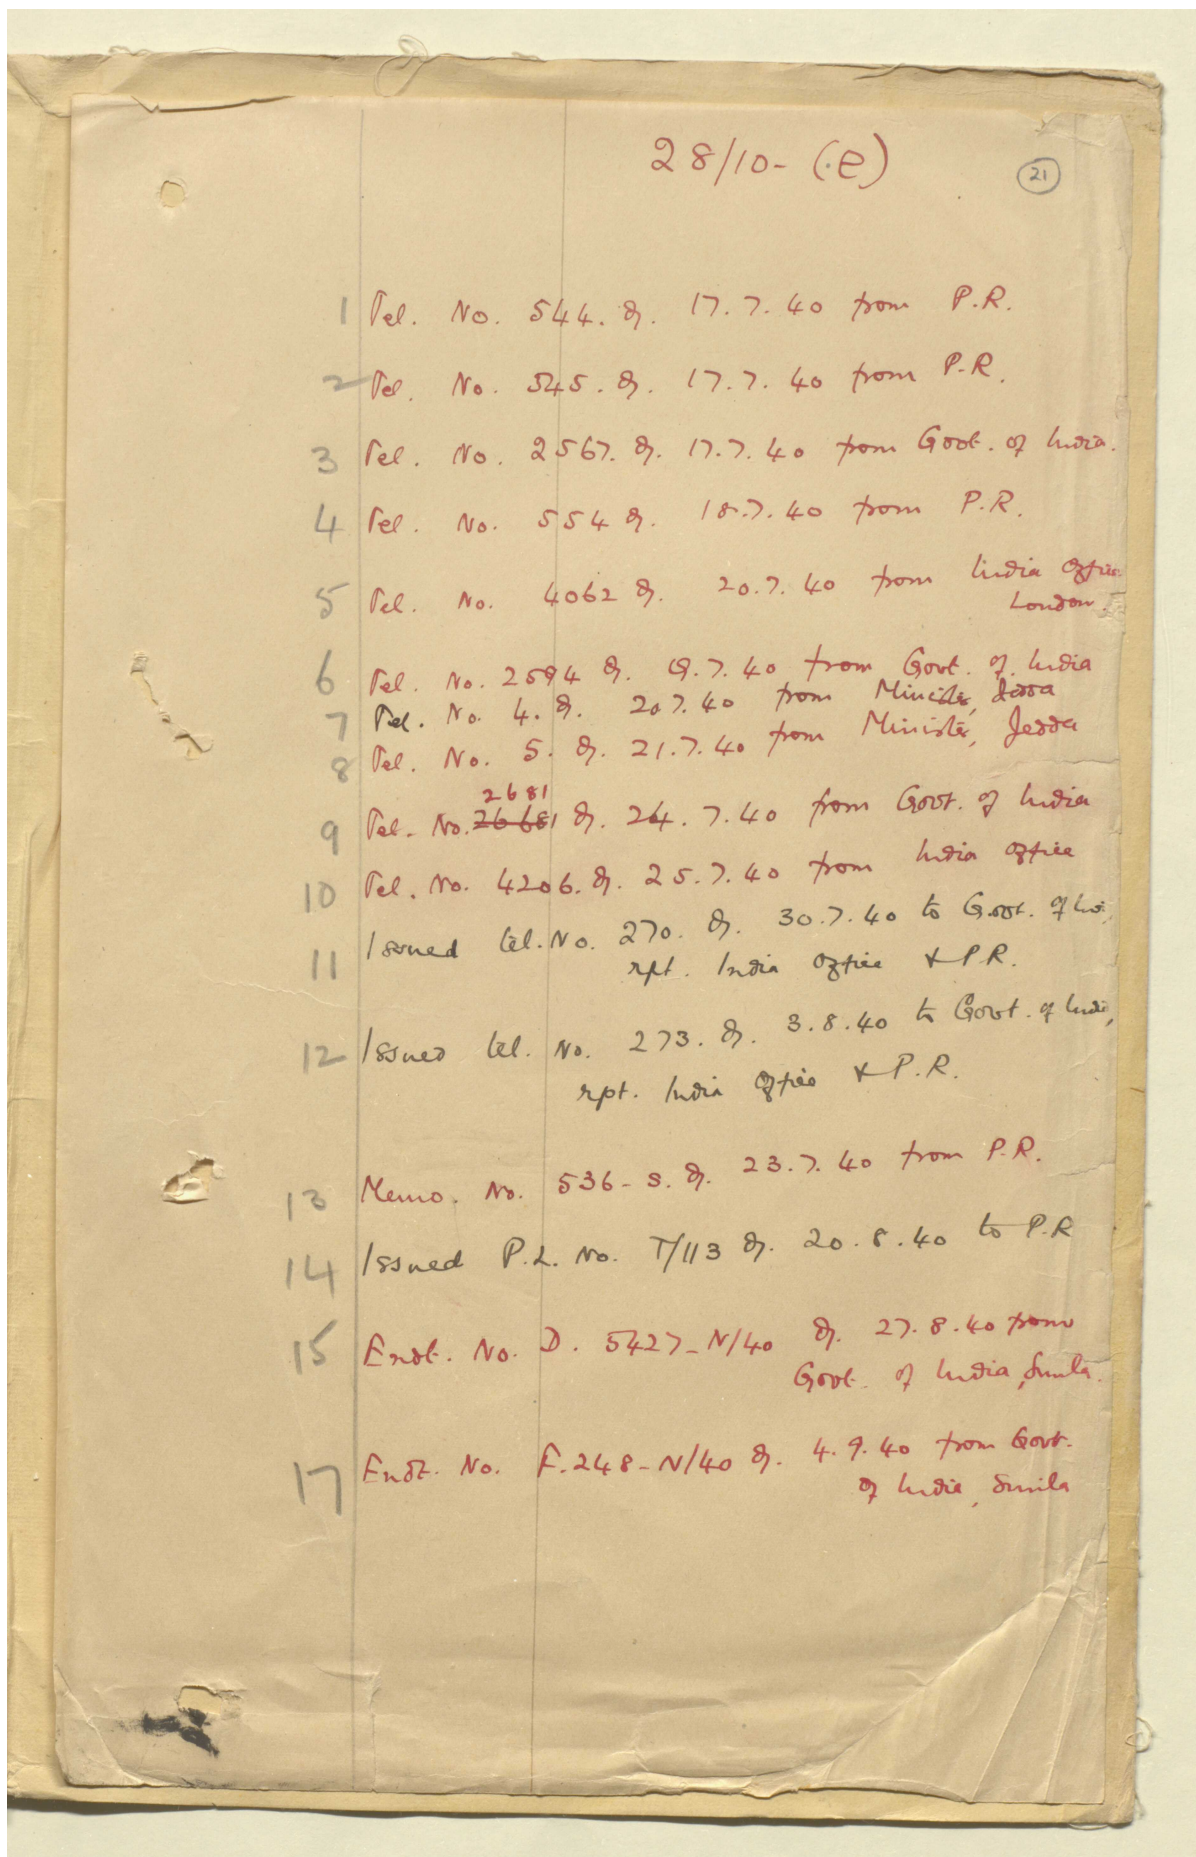 28/10- (.e)
21
1 Tel. No. 544. d. 17.7.40 from P.R.
2 Tel. No. 545. d. 17.7.40 from P.R.
3 Tel. No. 2567. d. 17.7.40 from Govt. of India.
4 Tel. No. 554 d. 18.7.40 from P.R.
5 Tel. No. 4062 d. 20.7.40 from India Office
London.
6 Tel. No. 2594 d. 7.40 from Govt. of India
7 Tel. No. 4. d. 20.7.40 from Minister, Jedda
8 Tel. No. 5. d. 21.7.40 from Minister, Jedda
2681
9 Tel. No. 26681 d. 24.7.40 from Govt. of India
10 Tel. No. 4206. d. 25.7.40 from India Office
11 Issued tel. No. 270. d. 30.7.40 to Govt. of Ind.,
rpt. India Office & P.R.
12 Issued tel. No. 273. d. 3.8.40 to Govt. of India,
rpt. India Office & P.R.
13 Memo. No. 536-S. d. 23.7.40 from P.R.
14 Issued P.L. No. T/113 d. 20.8.40 to P.R
15 Endt. No. D. 5427-N/40 d. 27.8.40 from
Govt. of India, Simla.
17 Endt. No. F.248-N/40 d. 4.9.40 from Govt.
of India, Simla